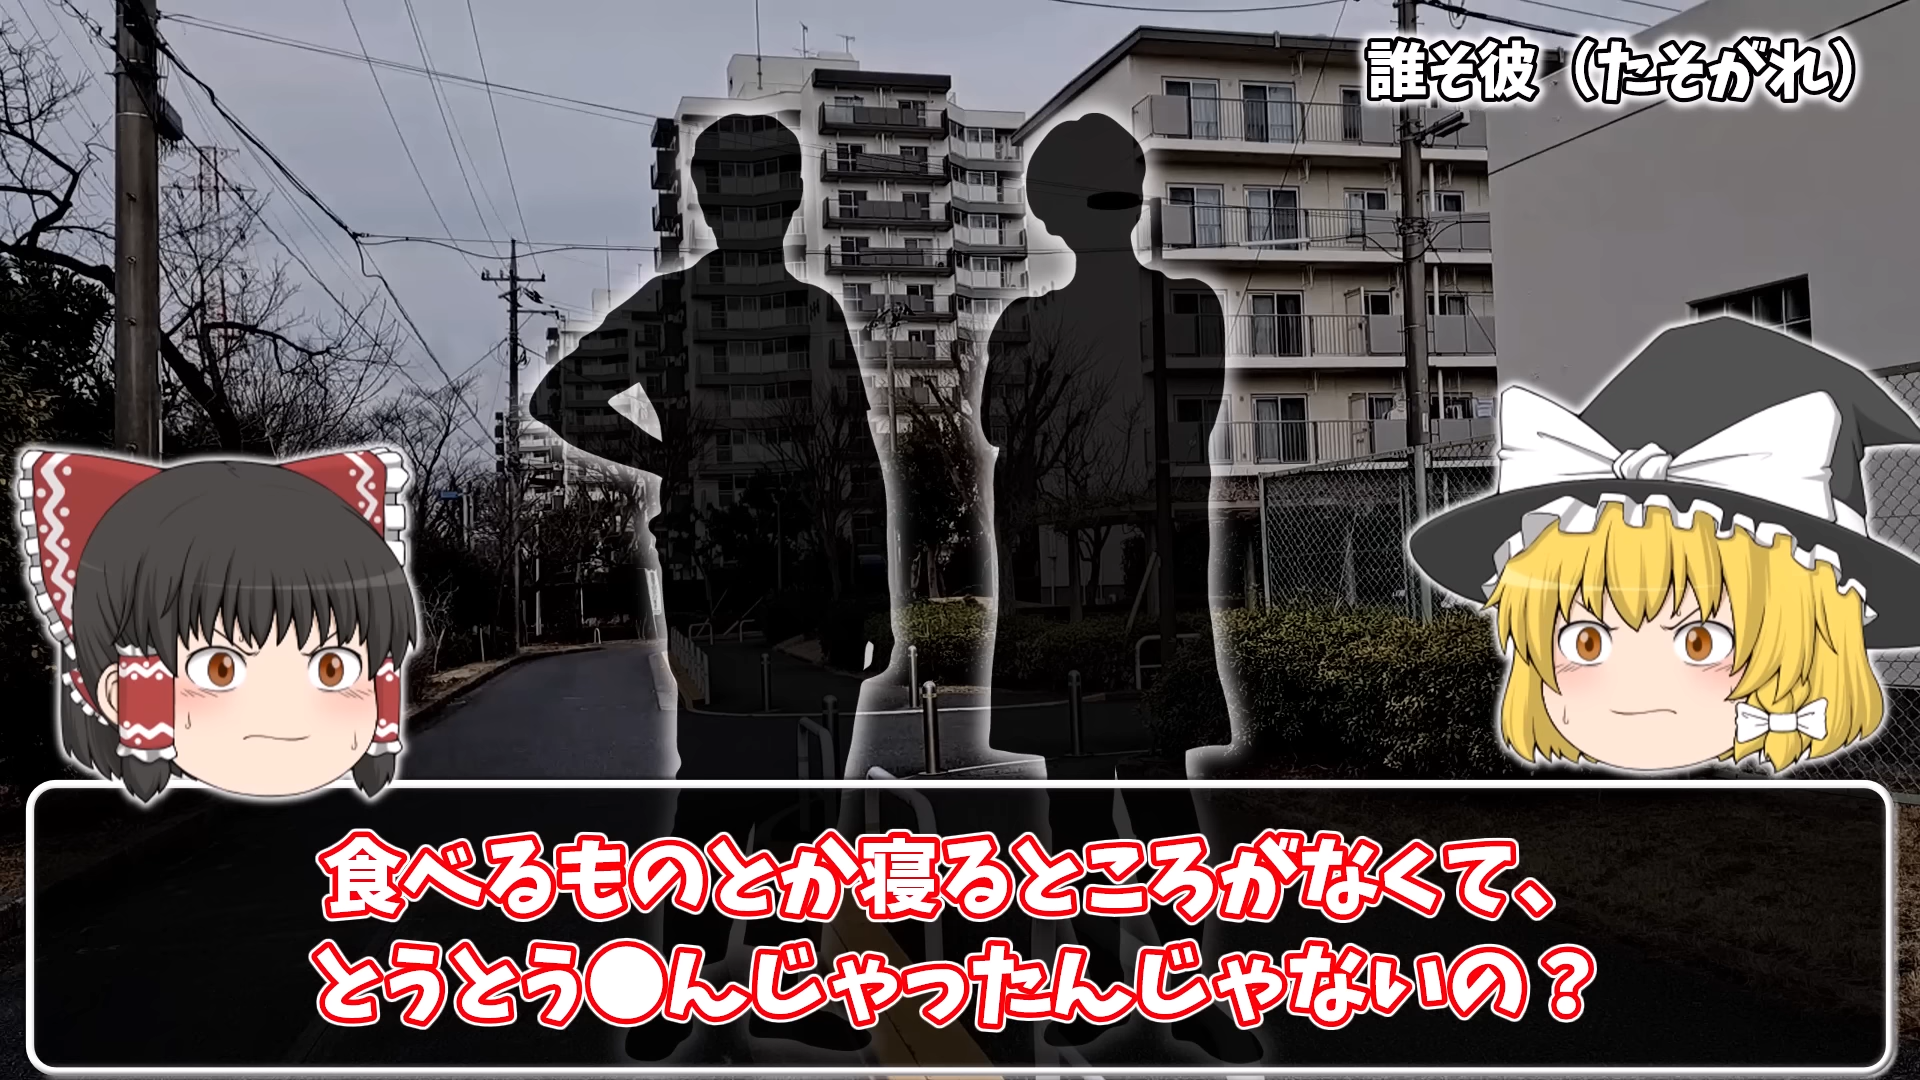 誰そ彼（たそがれ）
食べるものとか寝るところがなくて、
とうとう●んじゃったんじゃないの？